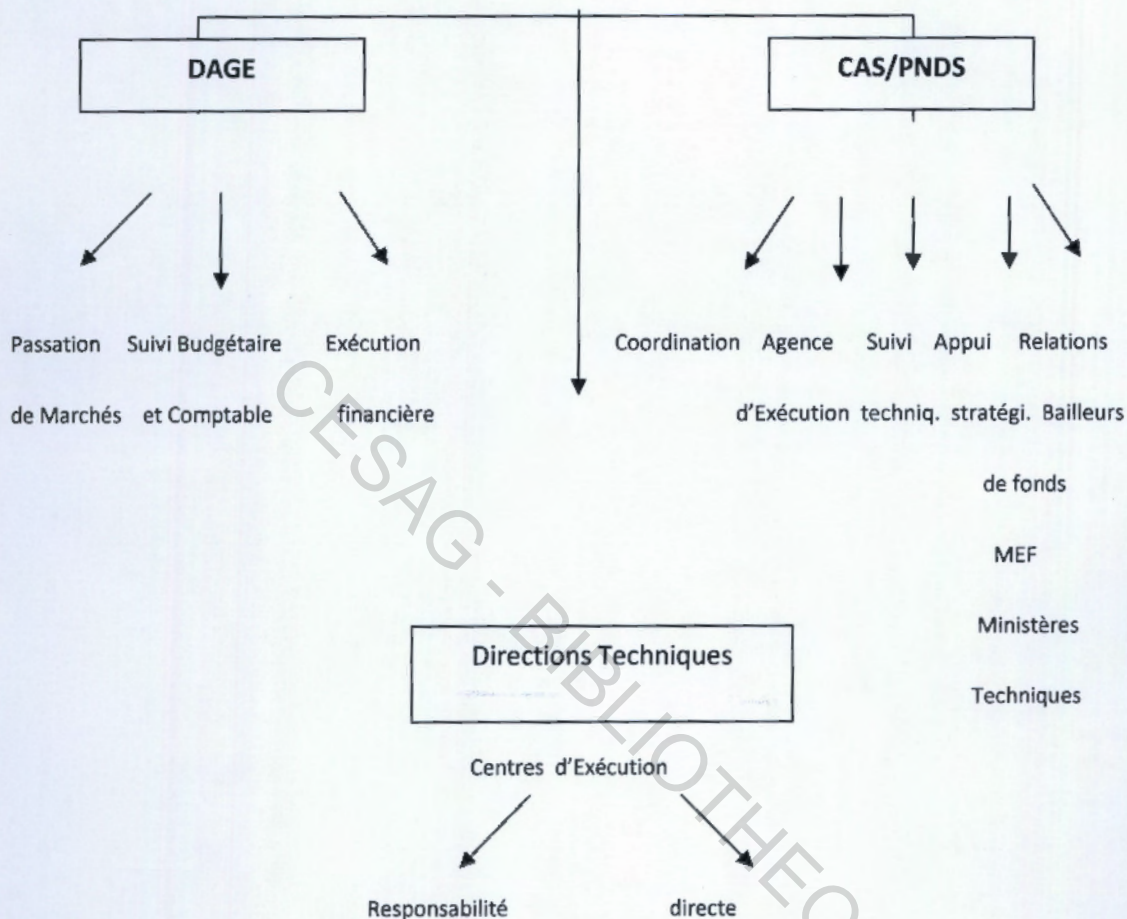 DAGE
CAS/PNDS
Passation Suivi Budgétaire Exécution Coordination Agence Suivi Appui Relations
de Marchés et Comptable financière d'Exécution techniq. stratégi. Bailleurs
de fonds
MEF
Directions Techniques
Ministères
Techniques
Centres d'Exécution
Responsabilité directe
CESAG - BIBLIOTHEQ